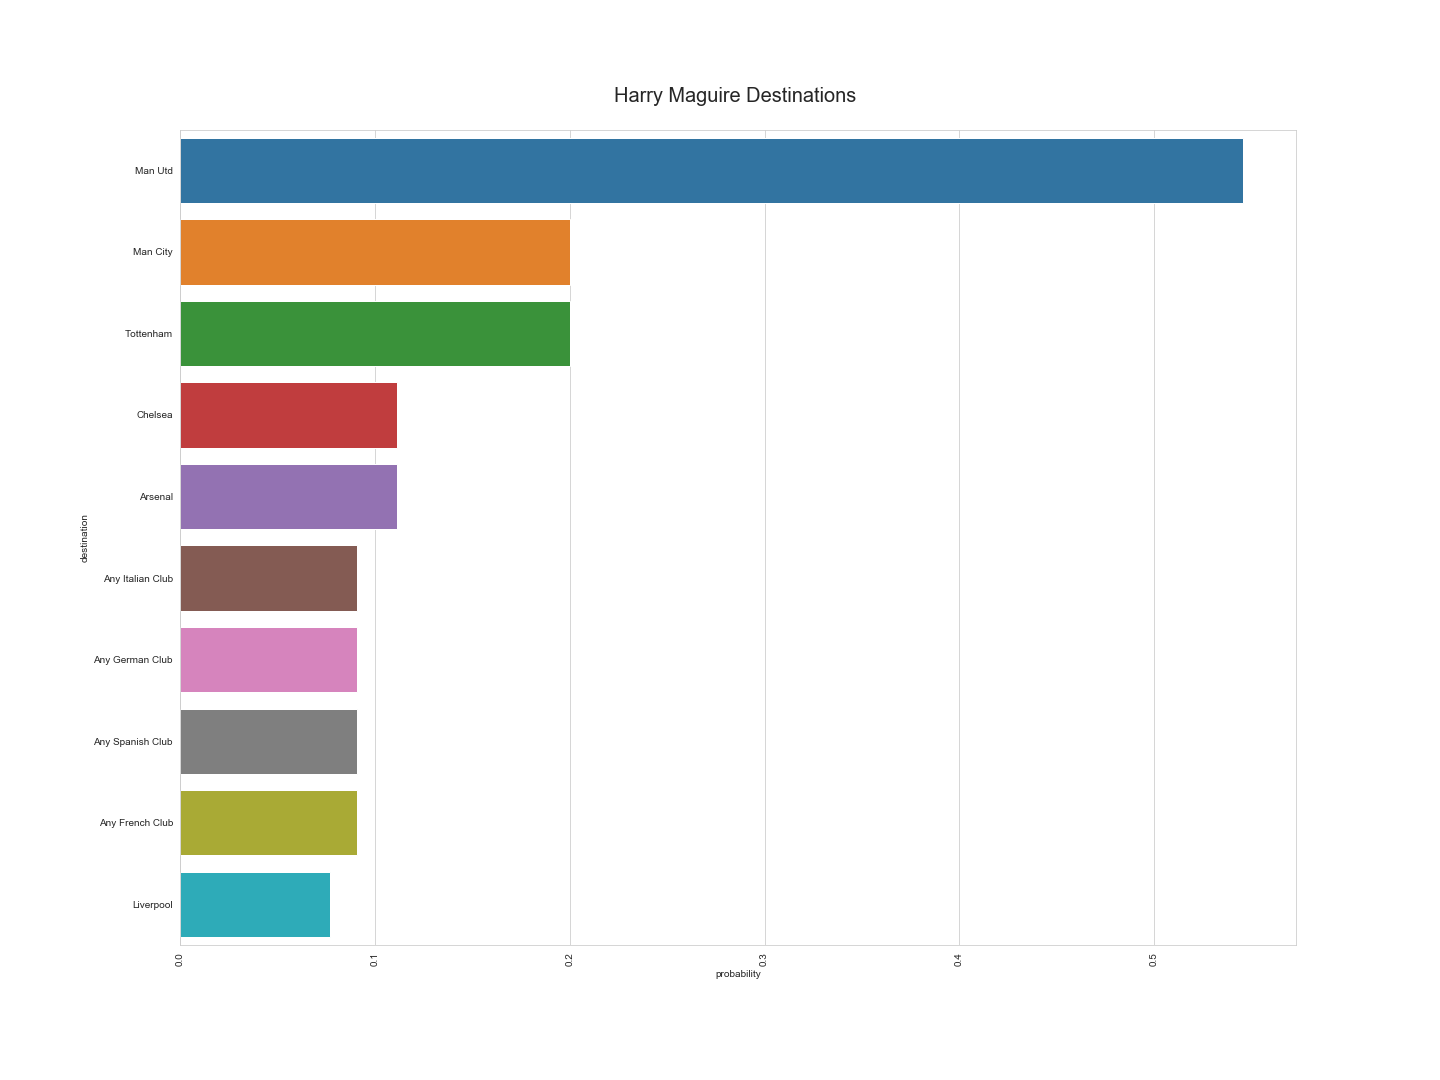 Harry Maguire Destinations
Man Utd
Man City
Tottenham
Chelsea
Arsenal
Any Italian Club
Any German Club
Any Spanish Club
Any French Club
Liverpool
destination
0.0
0.1
0.2
0.3
0.4
0.5
probability